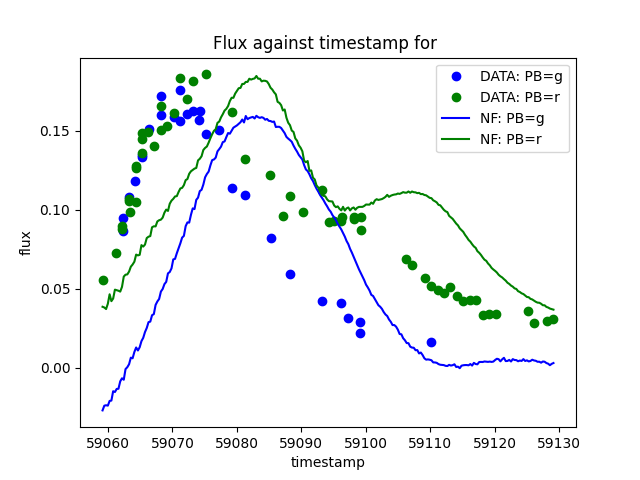 Flux against timestamp for
DATA: PB=g
DATA: PB=r
NF: PB=g
NF: PB=r
0.15
0.10
0.05
0.00
flux
59060 59070 59080 59090 59100 59110 59120 59130
timestamp